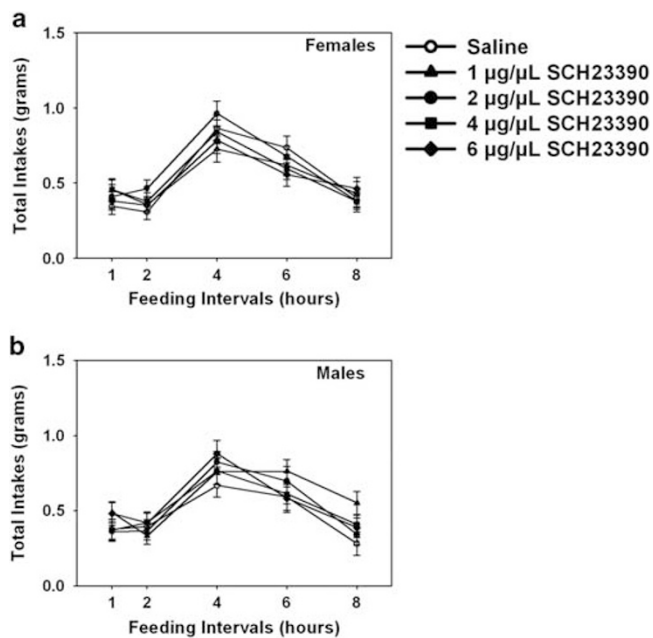 a
1.5
Females
1.0
0.5
0.0
Total Intakes (grams)
1 2 4 6 8
Feeding Intervals (hours)
Saline
1 µg/µL SCH23390
2 µg/µL SCH23390
4 µg/µL SCH23390
6 µg/µL SCH23390
b
1.5
Males
1.0
0.5
0.0
Total Intakes (grams)
1 2 4 6 8
Feeding Intervals (hours)